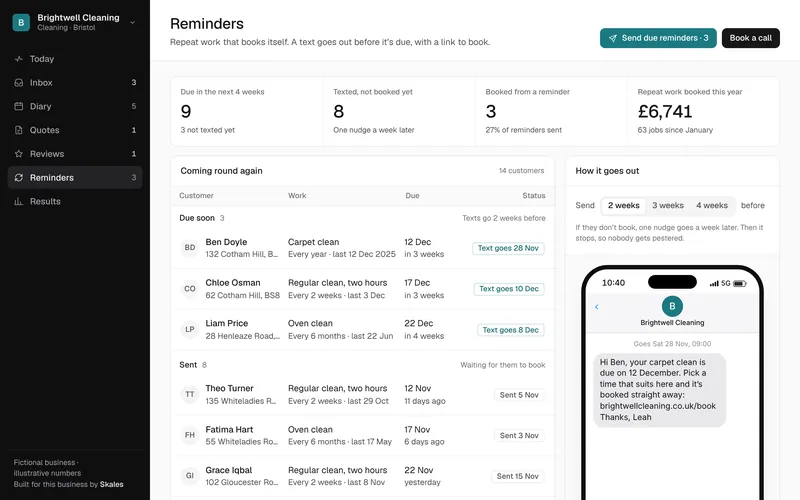 B
Brightwell Cleaning
Cleaning · Bristol
Today
Inbox 3
Diary 5
Quotes 1
Reviews 1
Reminders 3
Results
Fictional business ·
illustrative numbers
Built for this business by Skales
Reminders
Repeat work that books itself. A text goes out before it's due, with a link to book.
Send due reminders · 3
Book a call
Due in the next 4 weeks
9
3 not texted yet
Texted, not booked yet
8
One nudge a week later
Booked from a reminder
3
27% of reminders sent
Repeat work booked this year
£6,741
63 jobs since January
Coming round again 14 customers
Customer Work Due Status
Due soon 3 Texts go 2 weeks before
BD Ben Doyle Carpet clean 12 Dec Text goes 28 Nov
132 Cotham Hill, B... Every year · last 12 Dec 2025 in 3 weeks
CO Chloe Osman Regular clean, two hours 17 Dec Text goes 10 Dec
62 Cotham Hill, BS8 Every 2 weeks · last 3 Dec in 3 weeks
LP Liam Price Oven clean 22 Dec Text goes 8 Dec
28 Henleaze Road,... Every 6 months · last 22 Jun in 4 weeks
Sent 8 Waiting for them to book
TT Theo Turner Regular clean, two hours 12 Nov Sent 5 Nov
135 Whiteladies R... Every 2 weeks · last 29 Oct 11 days ago
FH Fatima Hart Oven clean 17 Nov Sent 3 Nov
55 Whiteladies Ro... Every 6 months · last 17 May 6 days ago
GI Grace Iqbal Regular clean, two hours 22 Nov Sent 15 Nov
102 Gloucester Ro... Every 2 weeks · last 8 Nov yesterday
How it goes out
Send 2 weeks 3 weeks 4 weeks before
If they don't book, one nudge goes a week later. Then it
stops, so nobody gets pestered.
10:40 5G
B
Brightwell Cleaning
Goes Sat 28 Nov, 09:00
Hi Ben, your carpet clean is
due on 12 December. Pick a
time that suits here and it's
booked straight away:
brightwellcleaning.co.uk/book
Thanks, Leah